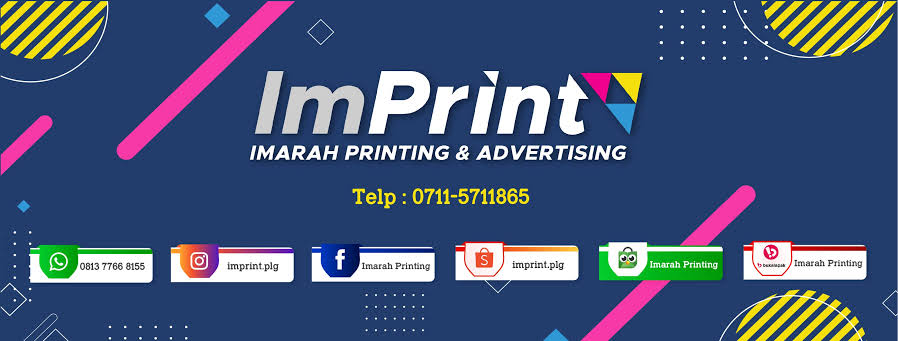 ImPrint
IMARAH PRINTING & ADVERTISING
Telp : 0711-5711865
0813 7766 8155
imprint.plg
f
Imarah Printing
S
imprint.plg
Imarah Printing
bukalapak
Imarah Printing